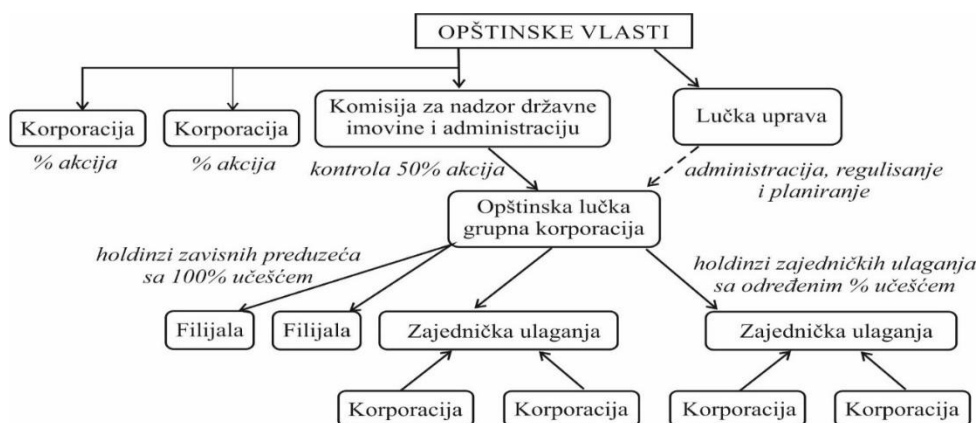 OPŠTINSKE VLASTI
Korporacija
% akcija
Korporacija
% akcija
Komisija za nadzor državne
imovine i administraciju
kontrola 50% akcija
Lučka uprava
administracija, regulisanje
i planiranje
Opštinska lučka
grupna korporacija
holdinzi zavisnih preduzeća
sa 100% učešćem
holdinzi zajedničkih ulaganja
sa određenim % učešćem
Filijala
Filijala
Zajednička ulaganja
Zajednička ulaganja
Korporacija
Korporacija
Korporacija
Korporacija